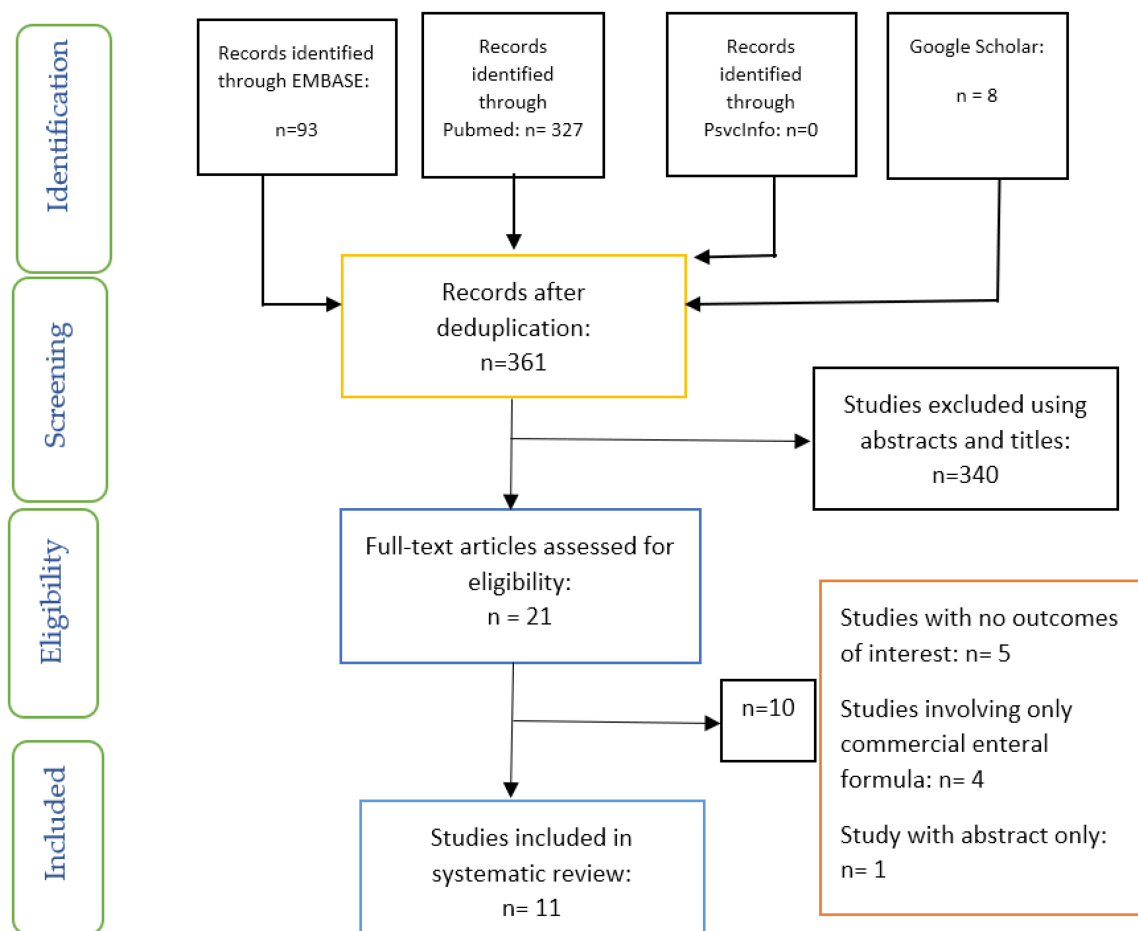 Identification
Records identified
through EMBASE:
n=93
Records
identified
through
Pubmed: n= 327
Records
identified
through
PsvcInfo: n=0
Google Scholar:
n = 8
Screening
Records after
deduplication:
n=361
Studies excluded using
abstracts and titles:
n=340
Eligibility
Full-text articles assessed for
eligibility:
n = 21
n=10
Studies with no outcomes
of interest: n= 5
Studies involving only
commercial enteral
formula: n= 4
Study with abstract only:
n= 1
Included
Studies included in
systematic review:
n= 11